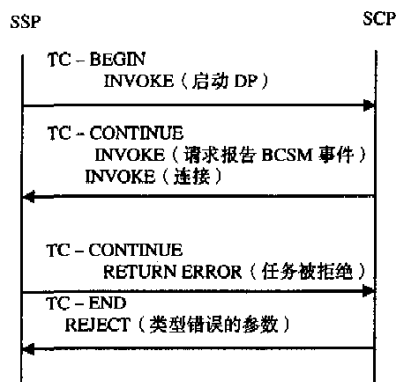 SSP SCP
TC – BEGIN
INVOKE（启动 DP）
TC – CONTINUE
INVOKE（请求报告 BCSM 事件）
INVOKE（连接）
TC – CONTINUE
RETURN ERROR（任务被拒绝）
TC – END
REJECT（类型错误的参数）